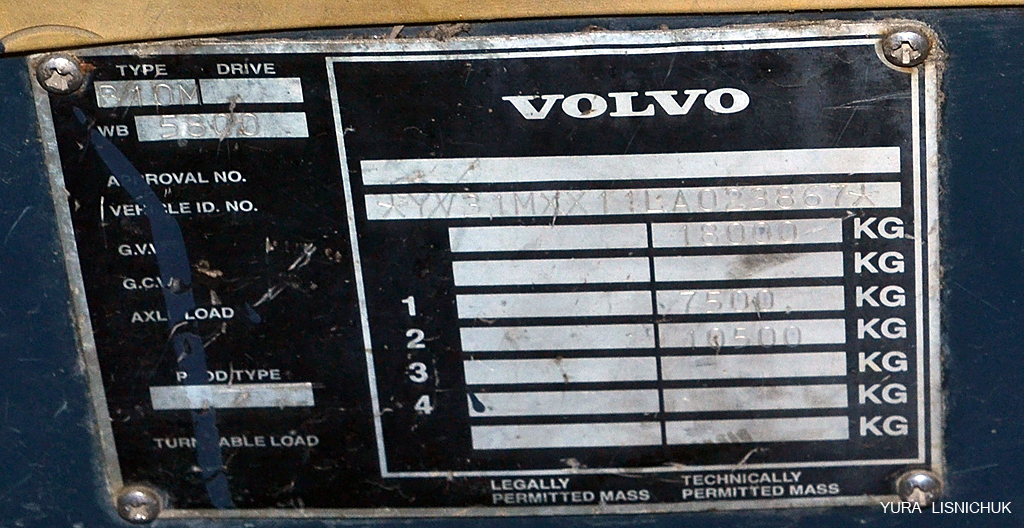 TYPE DRIVE
B10M
WB 5800
VOLVO
APPROVAL NO.
VEHICLE ID. NO. *YV31MXX11LA023867*
G.V.W 18000 KG
G.C.W KG
AXLE LOAD 1 7500 KG
2 10500 KG
3 KG
PROD TYPE
4 KG
TURNTABLE LOAD KG
LEGALLY
PERMITTED MASS
TECHNICALLY
PERMITTED MASS
YURA LISNICHUK